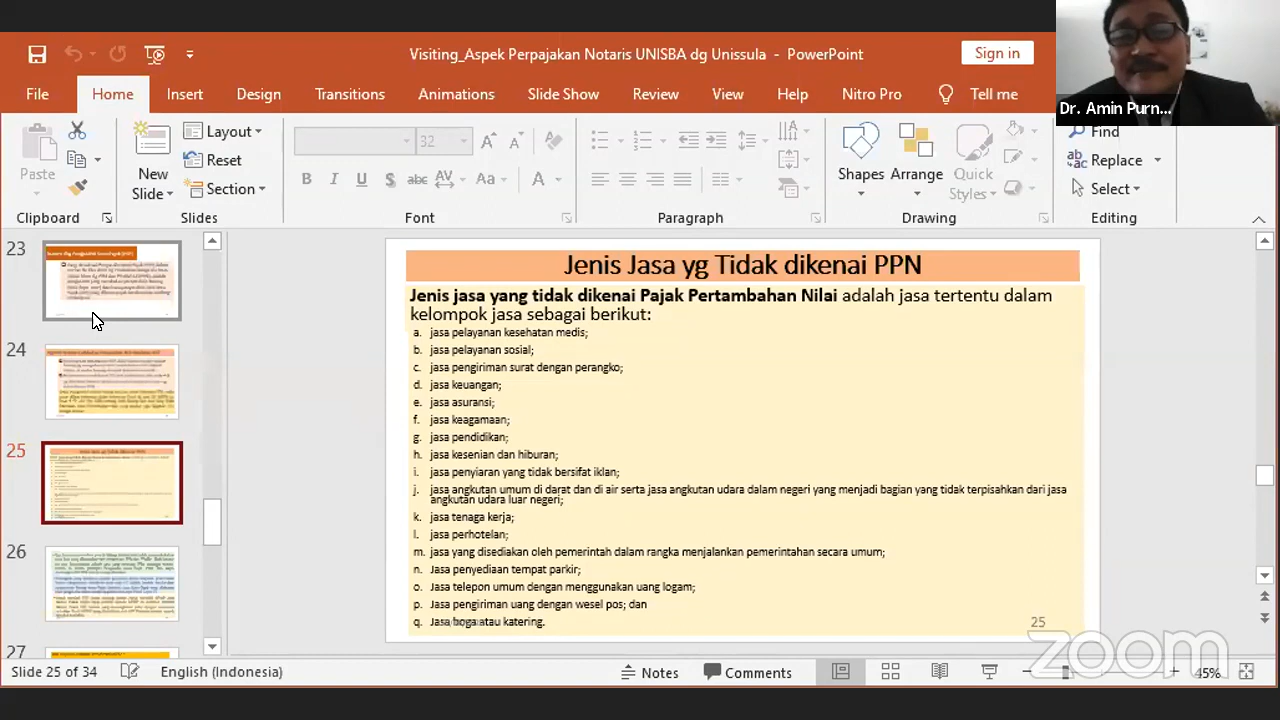 Visiting_Aspek Perpajakan Notaris UNISBA dg Unissula - PowerPoint
Sign in
Dr. Amin Purn...
File Home Insert Design Transitions Animations Slide Show Review View Help Nitro Pro Tell me
Paste
Clipboard
New
Slide
Layout
Reset
Section
Slides
32
B I U S abc AV Aa A
Font
Paragraph
Shapes Arrange Quick
Styles
Drawing
Find
Replace
Select
Editing
23
24
25
26
27
Jenis Jasa yg Tidak dikenai PPN
Jenis jasa yang tidak dikenai Pajak Pertambahan Nilai adalah jasa tertentu dalam
kelompok jasa sebagai berikut:
a. jasa pelayanan kesehatan medis;
b. jasa pelayanan sosial;
c. jasa pengiriman surat dengan perangko;
d. jasa keuangan;
e. jasa asuransi;
f. jasa keagamaan;
g. jasa pendidikan;
h. jasa kesenian dan hiburan;
i. jasa penyiaran yang tidak bersifat iklan;
j. jasa angkutan umum di darat dan di air serta jasa angkutan udara dalam negeri yang menjadi bagian yang tidak terpisahkan dari jasa
angkutan udara luar negeri;
k. jasa tenaga kerja;
l. jasa perhotelan;
m. jasa yang disediakan oleh pemerintah dalam rangka menjalankan pemerintahan secara umum;
n. Jasa penyediaan tempat parkir;
o. Jasa telepon umum dengan menggunakan uang logam;
p. Jasa pengiriman uang dengan wesel pos; dan
q. Jasa boga atau katering.
25
zoom
Slide 25 of 34 English (Indonesia) Notes Comments 45%